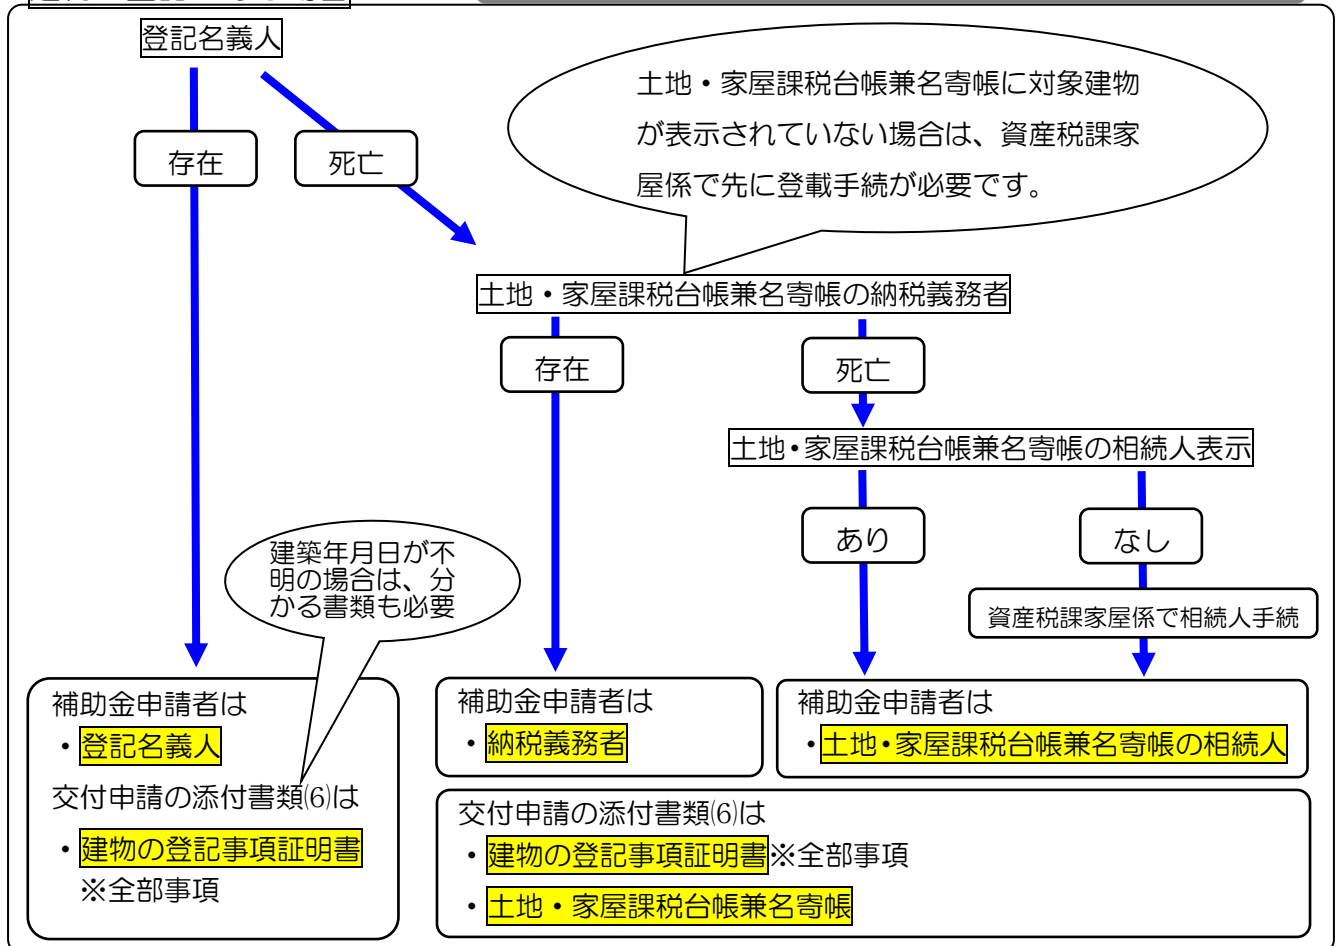 登記名義人
存在
死亡
土地・家屋課税台帳兼名寄帳に対象建物
が表示されていない場合は、資産税課家
屋係で先に登載手続が必要です。
土地・家屋課税台帳兼名寄帳の納税義務者
存在
死亡
土地・家屋課税台帳兼名寄帳の相続人表示
あり
なし
資産税課家屋係で相続人手続
建築年月日が不
明の場合は、分
かる書類も必要
補助金申請者は
・登記名義人
交付申請の添付書類⑹は
・建物の登記事項証明書
※全部事項
補助金申請者は
・納税義務者
補助金申請者は
・土地・家屋課税台帳兼名寄帳の相続人
交付申請の添付書類⑹は
・建物の登記事項証明書※全部事項
・土地・家屋課税台帳兼名寄帳